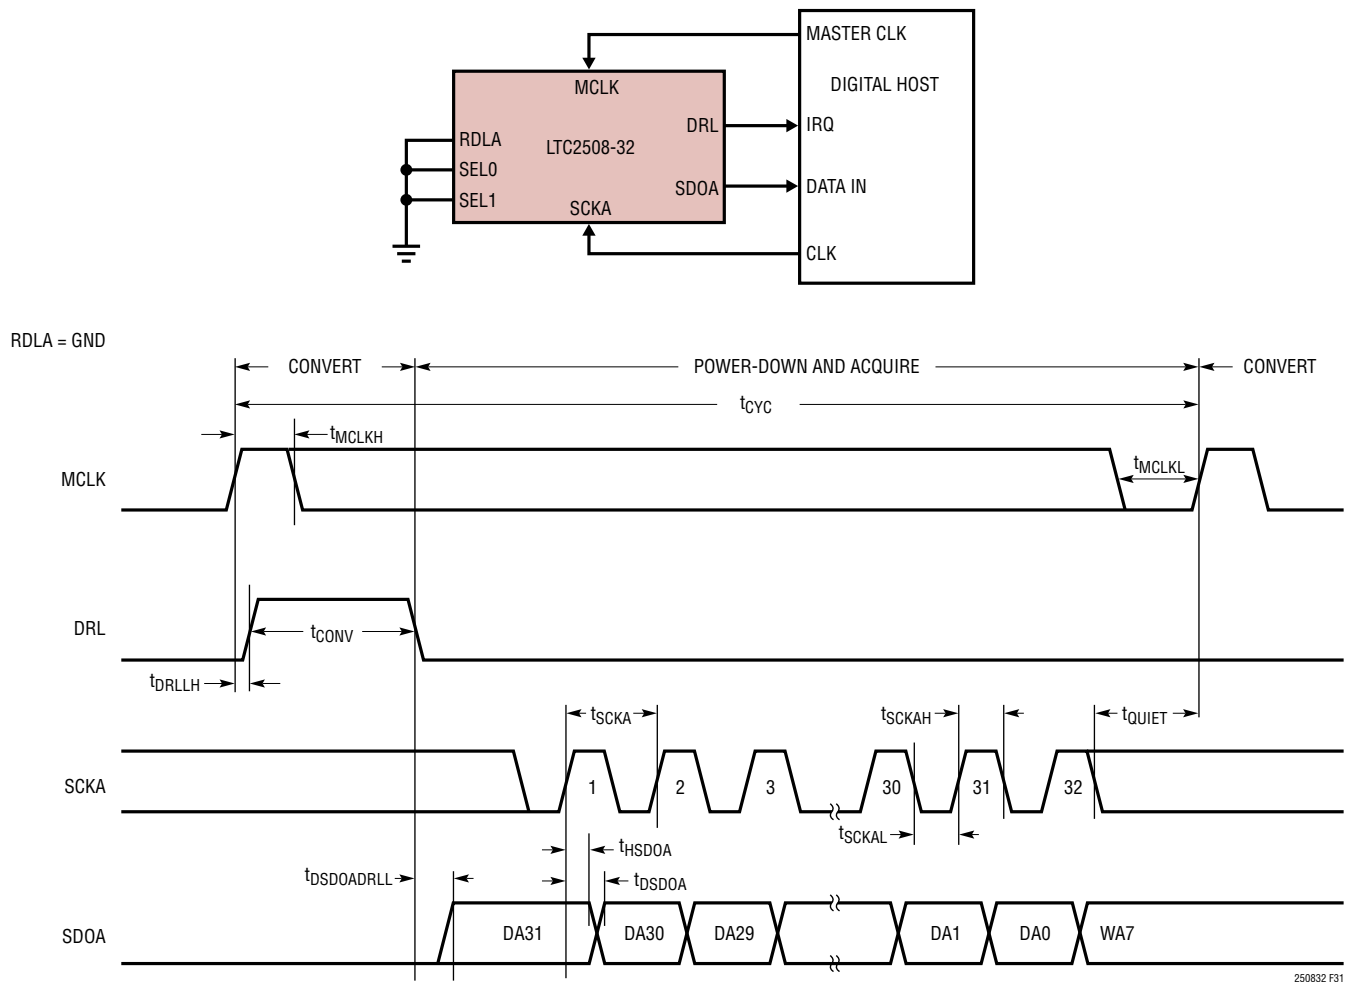 MASTER CLK
MCLK
DIGITAL HOST
DRL
IRQ
RDLA
LTC2508-32
SEL0
SDOA
DATA IN
SEL1
SCKA
CLK
RDLA = GND
CONVERT
POWER-DOWN AND ACQUIRE
CONVERT
tCYC
tMCLKH
tMCLKL
MCLK
DRL
tCONV
tDRLLH
tSCKA
tSCKAH
tQUIET
SCKA
1
2
3
30
31
32
tSCKAL
tHSDOA
tDSDOADRLL
tDSDOA
SDOA
DA31
DA30
DA29
DA1
DA0
WA7
250832 F31